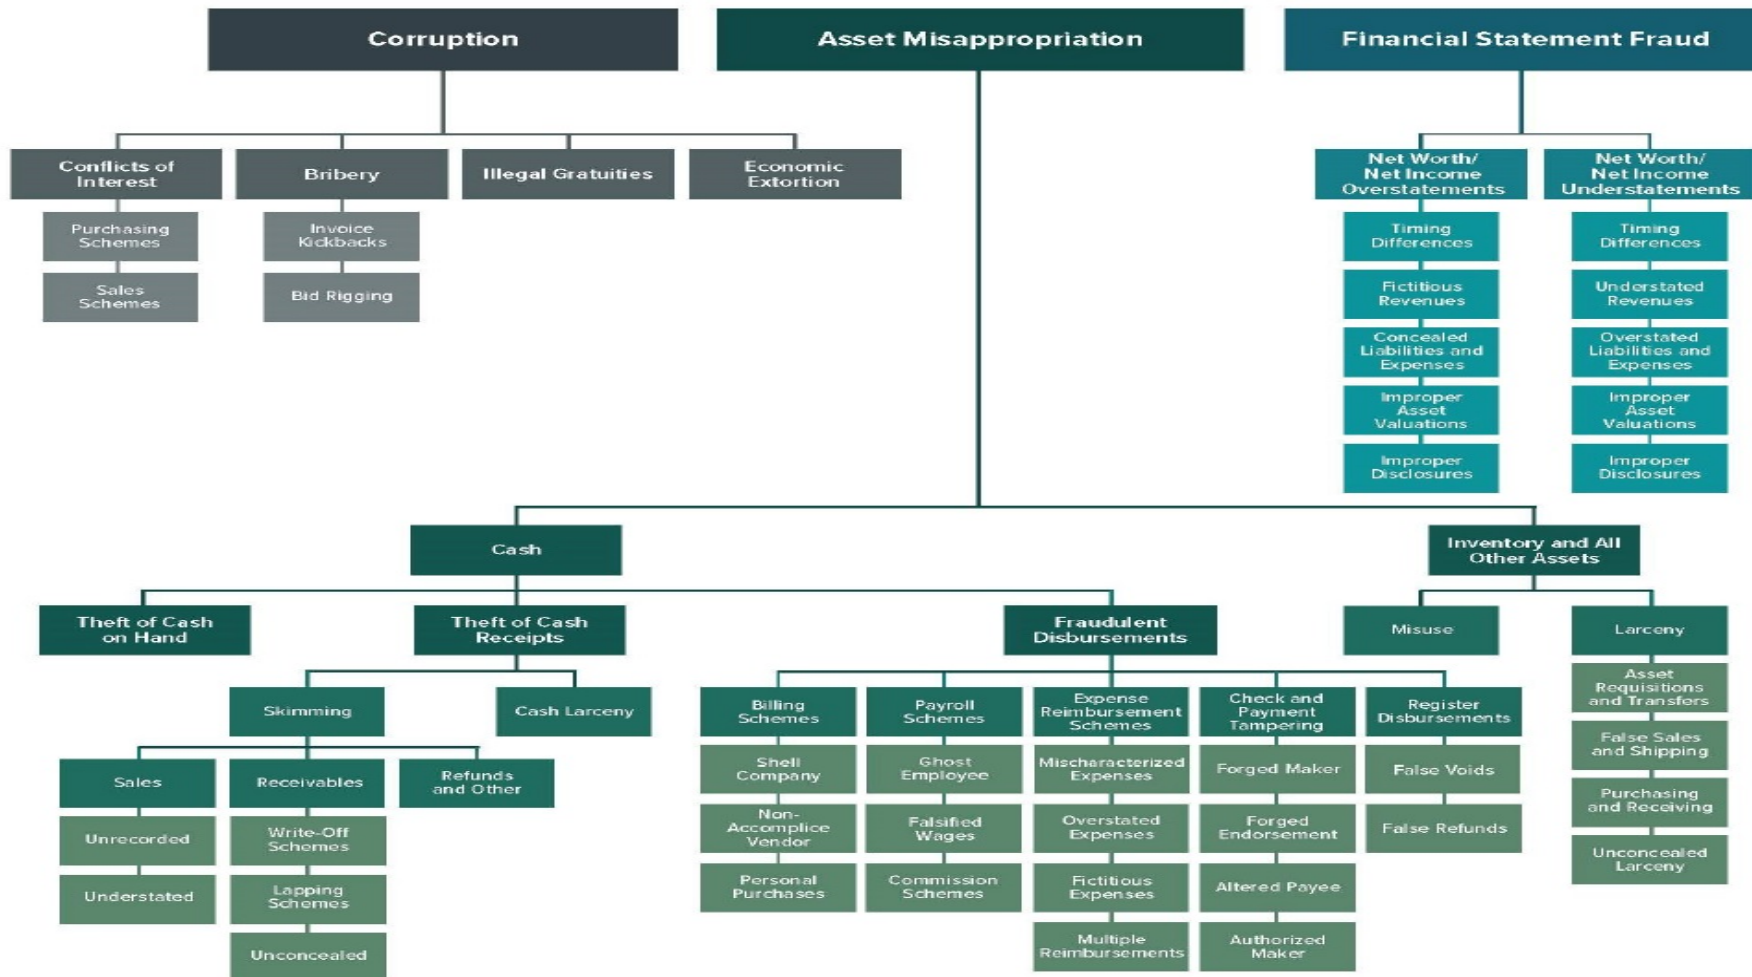 Corruption
Asset Misappropriation
Financial Statement Fraud
Conflicts of
Interest
Bribery
Illegal Gratuities
Economic
Extortion
Purchasing
Schemes
Sales
Schemes
Invoice
Kickbacks
Bid Rigging
Net Worth/
Net Income
Overstatements
Net Worth/
Net Income
Understatements
Timing
Differences
Fictitious
Revenues
Concealed
Liabilities and
Expenses
Improper
Asset
Valuations
Improper
Disclosures
Timing
Differences
Understated
Revenues
Overstated
Liabilities and
Expenses
Improper
Asset
Valuations
Improper
Disclosures
Cash
Inventory and All
Other Assets
Theft of Cash
on Hand
Theft of Cash
Receipts
Fraudulent
Disbursements
Misuse
Larceny
Skimming
Cash Larceny
Sales
Receivables
Refunds
and Other
Unrecorded
Understated
Write-Off
Schemes
Lapping
Schemes
Unconcealed
Billing
Schemes
Shell
Company
Non-
Accomplice
Vendor
Personal
Purchases
Payroll
Schemes
Ghost
Employee
Falsified
Wages
Commission
Schemes
Expense
Reimbursement
Schemes
Mischaracterized
Expenses
Overstated
Expenses
Fictitious
Expenses
Multiple
Reimbursements
Check and
Payment
Tampering
Forged Maker
Forged
Endorsement
Altered Payee
Authorized
Maker
Register
Disbursements
False Voids
False Refunds
Asset
Requisitions
and Transfers
False Sales
and Shipping
Purchasing
and Receiving
Unconcealed
Larceny